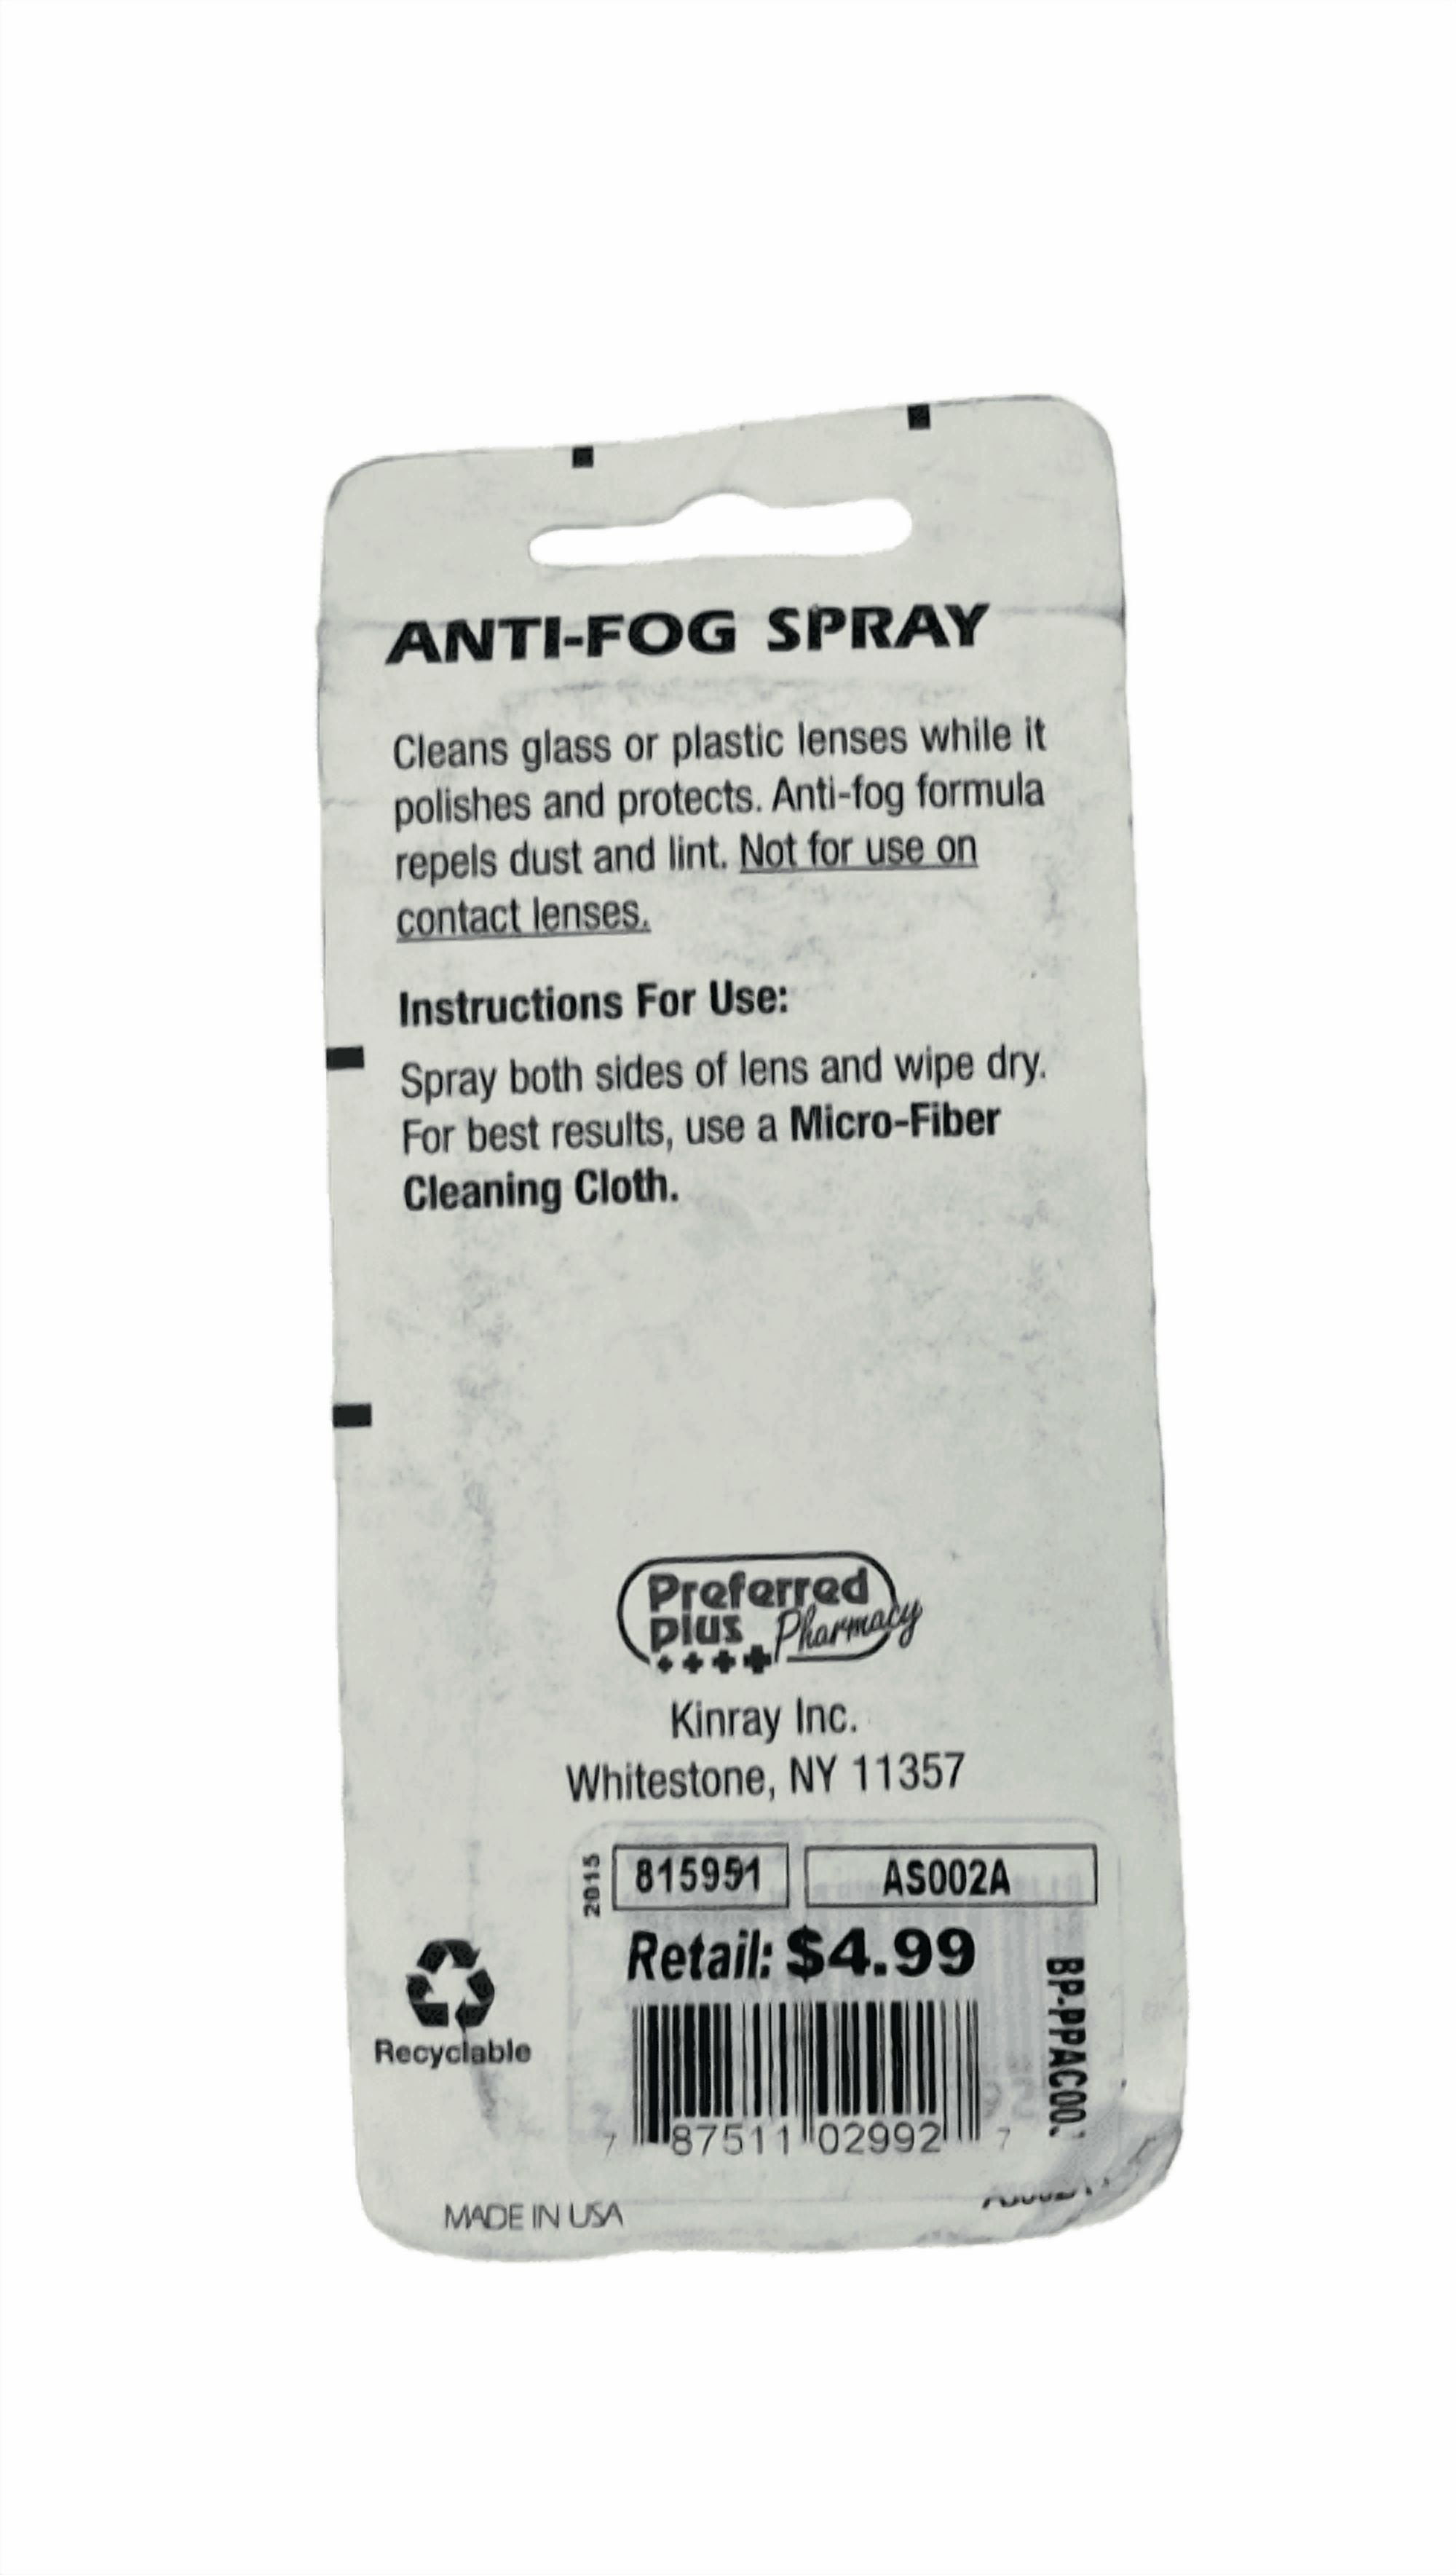 ANTI-FOG SPRAY
Cleans glass or plastic lenses while it
polishes and protects. Anti-fog formula
repels dust and lint. Not for use on
contact lenses.
Instructions For Use:
Spray both sides of lens and wipe dry.
For best results, use a Micro-Fiber
Cleaning Cloth.
Preferred
Plus Pharmacy
Kinray Inc.
Whitestone, NY 11357
2015
815951 AS002A
Retail: $4.99
BP-PPAC00
Recyclable
7 87511 02992 7
MADE IN USA